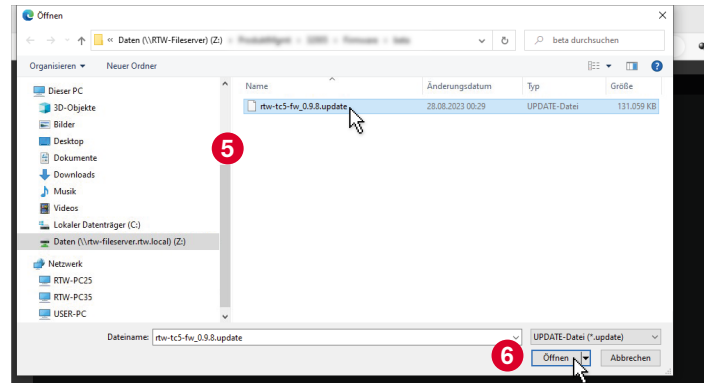 Öffnen
« Daten (\\RTW-Fileserver) (Z:)
beta durchsuchen
Organisieren
Neuer Ordner
Name Änderungsdatum Typ Größe
rtw-tc5-fw_0.9.8.update 28.08.2023 00:29 UPDATE-Datei 131.059 KB
Dieser PC
3D-Objekte
Bilder
Desktop
Dokumente
Downloads
Musik
Videos
Lokaler Datenträger (C:)
Daten (\\rtw-fileserver.rtw.local) (Z:)
Netzwerk
RTW-PC25
RTW-PC35
USER-PC
5
Dateiname: rtw-tc5-fw_0.9.8.update UPDATE-Datei (*.update)
6
Öffnen Abbrechen